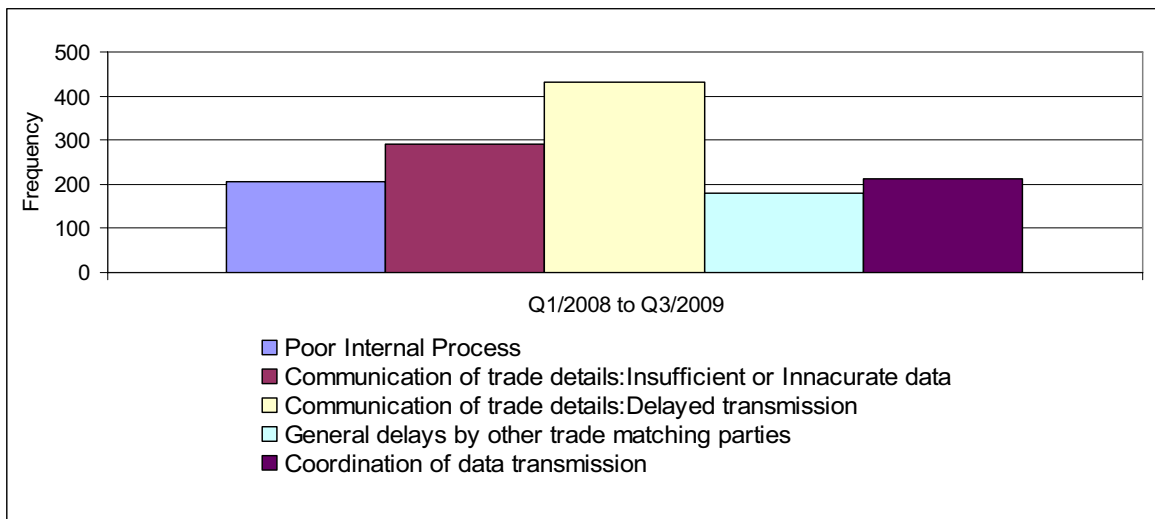 500
400
300
200
100
0
Frequency
Q1/2008 to Q3/2009
Poor Internal Process
Communication of trade details:Insufficient or Innacurate data
Communication of trade details:Delayed transmission
General delays by other trade matching parties
Coordination of data transmission